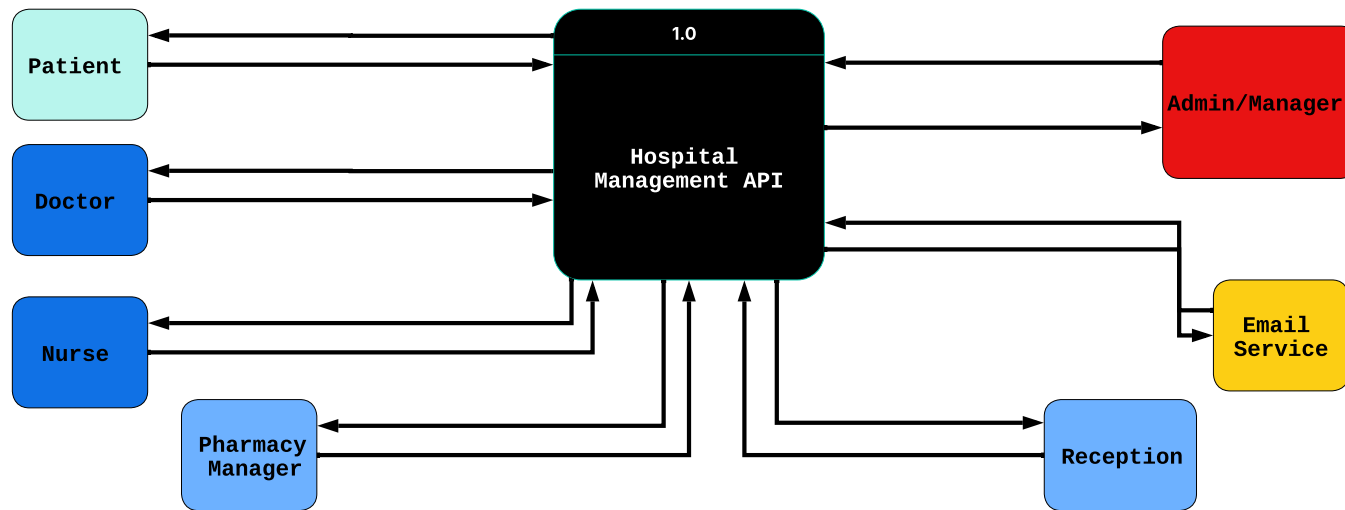 1.0
Patient
Admin/Manager
Hospital
Management API
Doctor
Nurse
Email
Service
Pharmacy
Manager
Reception